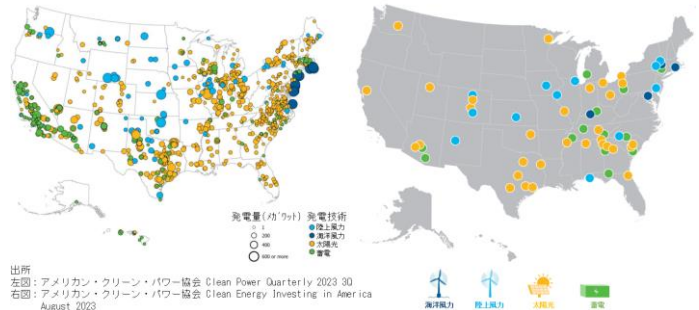 発電量(メガワット) 発電技術
1 陸上風力
200 海洋風力
400 太陽光
600 or more 蓄電
出所
左図：アメリカン・クリーン・パワー協会 Clean Power Quarterly 2023 3Q
右図：アメリカン・クリーン・パワー協会 Clean Energy Investing in America
August 2023
海洋風力 陸上風力 太陽光 蓄電